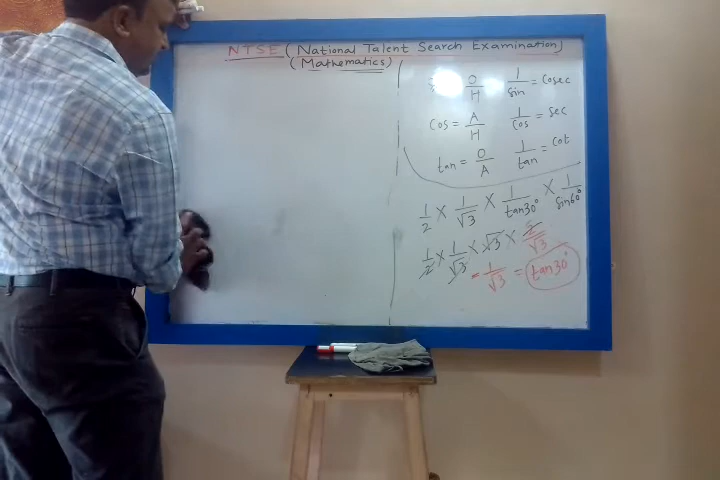 NTSE (National Talent Search Examination)
(Mathematics)
O/H 1/sin = Cosec
Cos = A/H 1/Cos = Sec
tan = O/A 1/tan = Cot
1/2 × 1/√3 × 1/tan30° × 1/sin60°
1/2 × 1/√3 × √3 × 2/√3
= 1/√3 = tan30°